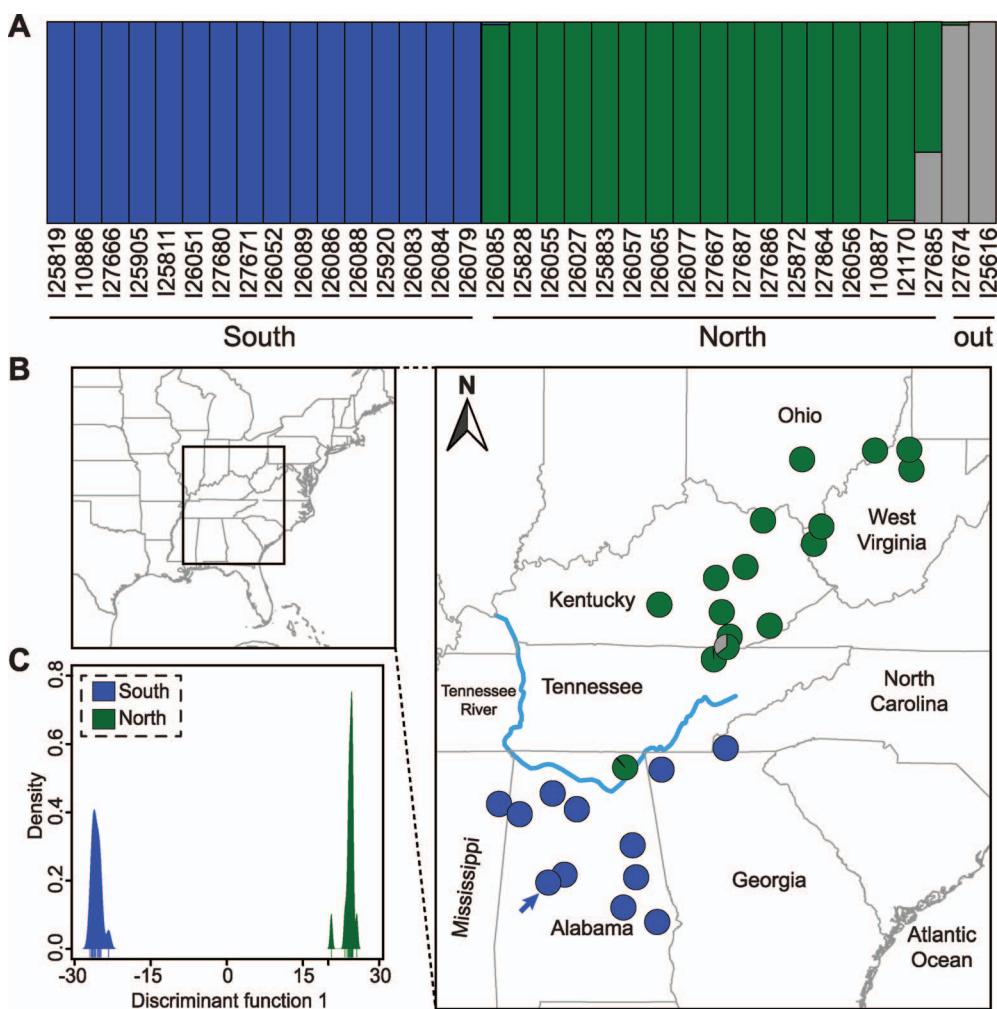 A
I25819
I10886
I27666
I25905
I25811
I26051
I27680
I27671
I26052
I26089
I26086
I26088
I25920
I26083
I26084
I26079
I26085
I25828
I26055
I26027
I25883
I26057
I26065
I26077
I27667
I27687
I27686
I25872
I27864
I26056
I10887
I21170
I27685
I27674
I25616
South
North
out
B
N
Ohio
West
Virginia
Kentucky
Tennessee
River
Tennessee
North
Carolina
Mississippi
Alabama
Georgia
Atlantic
Ocean
C
South
North
Density
0.8
0.6
0.4
0.2
0.0
-30
-15
0
15
30
Discriminant function 1